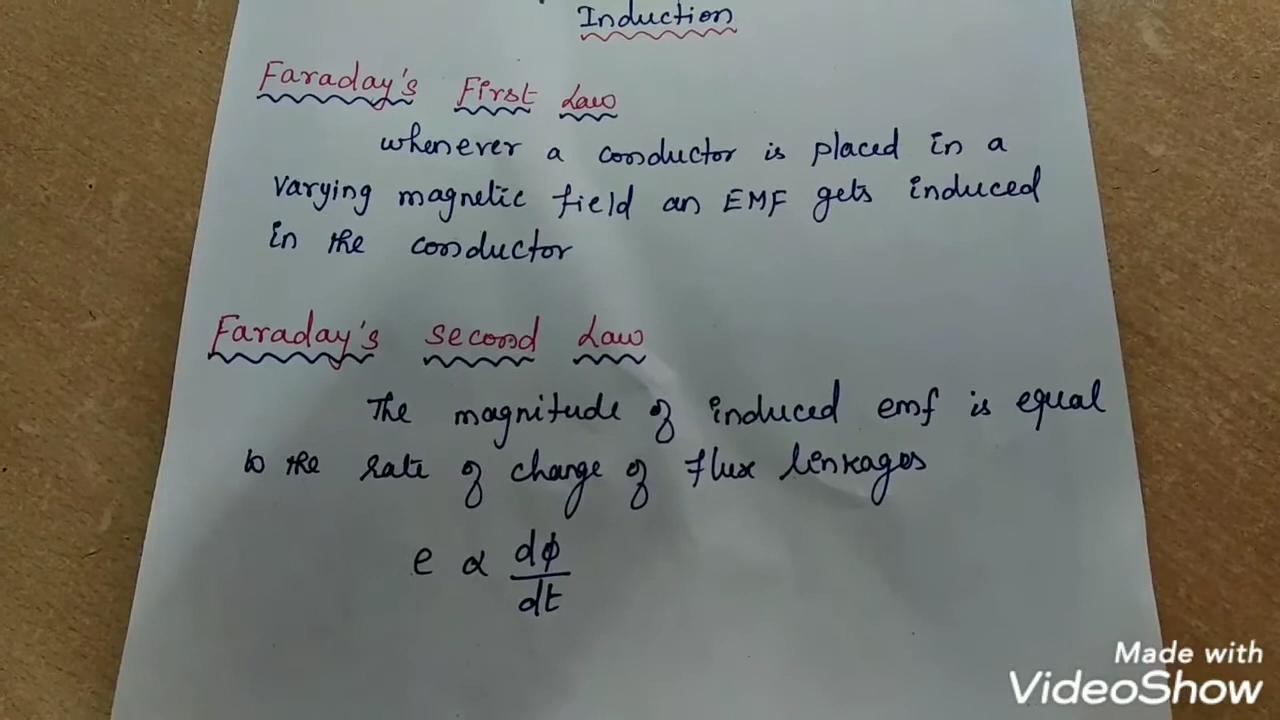 Induction
Faraday's First Law
whenever a conductor is placed in a
varying magnetic field an EMF gets induced
in the conductor
Faraday's second Law
The magnitude of induced emf is equal
to the rate of change of flux linkages
e ∝ dφ/dt
Made with
VideoShow